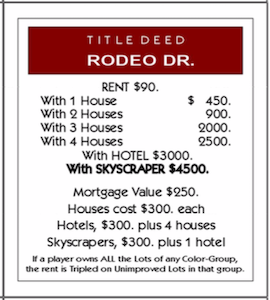 TITLE DEED
RODEO DR.
RENT $90.
With 1 House $ 450.
With 2 Houses 900.
With 3 Houses 2000.
With 4 Houses 2500.
With HOTEL $3000.
With SKYSCRAPER $4500.
Mortgage Value $250.
Houses cost $300. each
Hotels, $300. plus 4 houses
Skyscrapers, $300. plus 1 hotel
If a player owns ALL the Lots of any Color-Group,
the rent is Tripled on Unimproved Lots in that group.